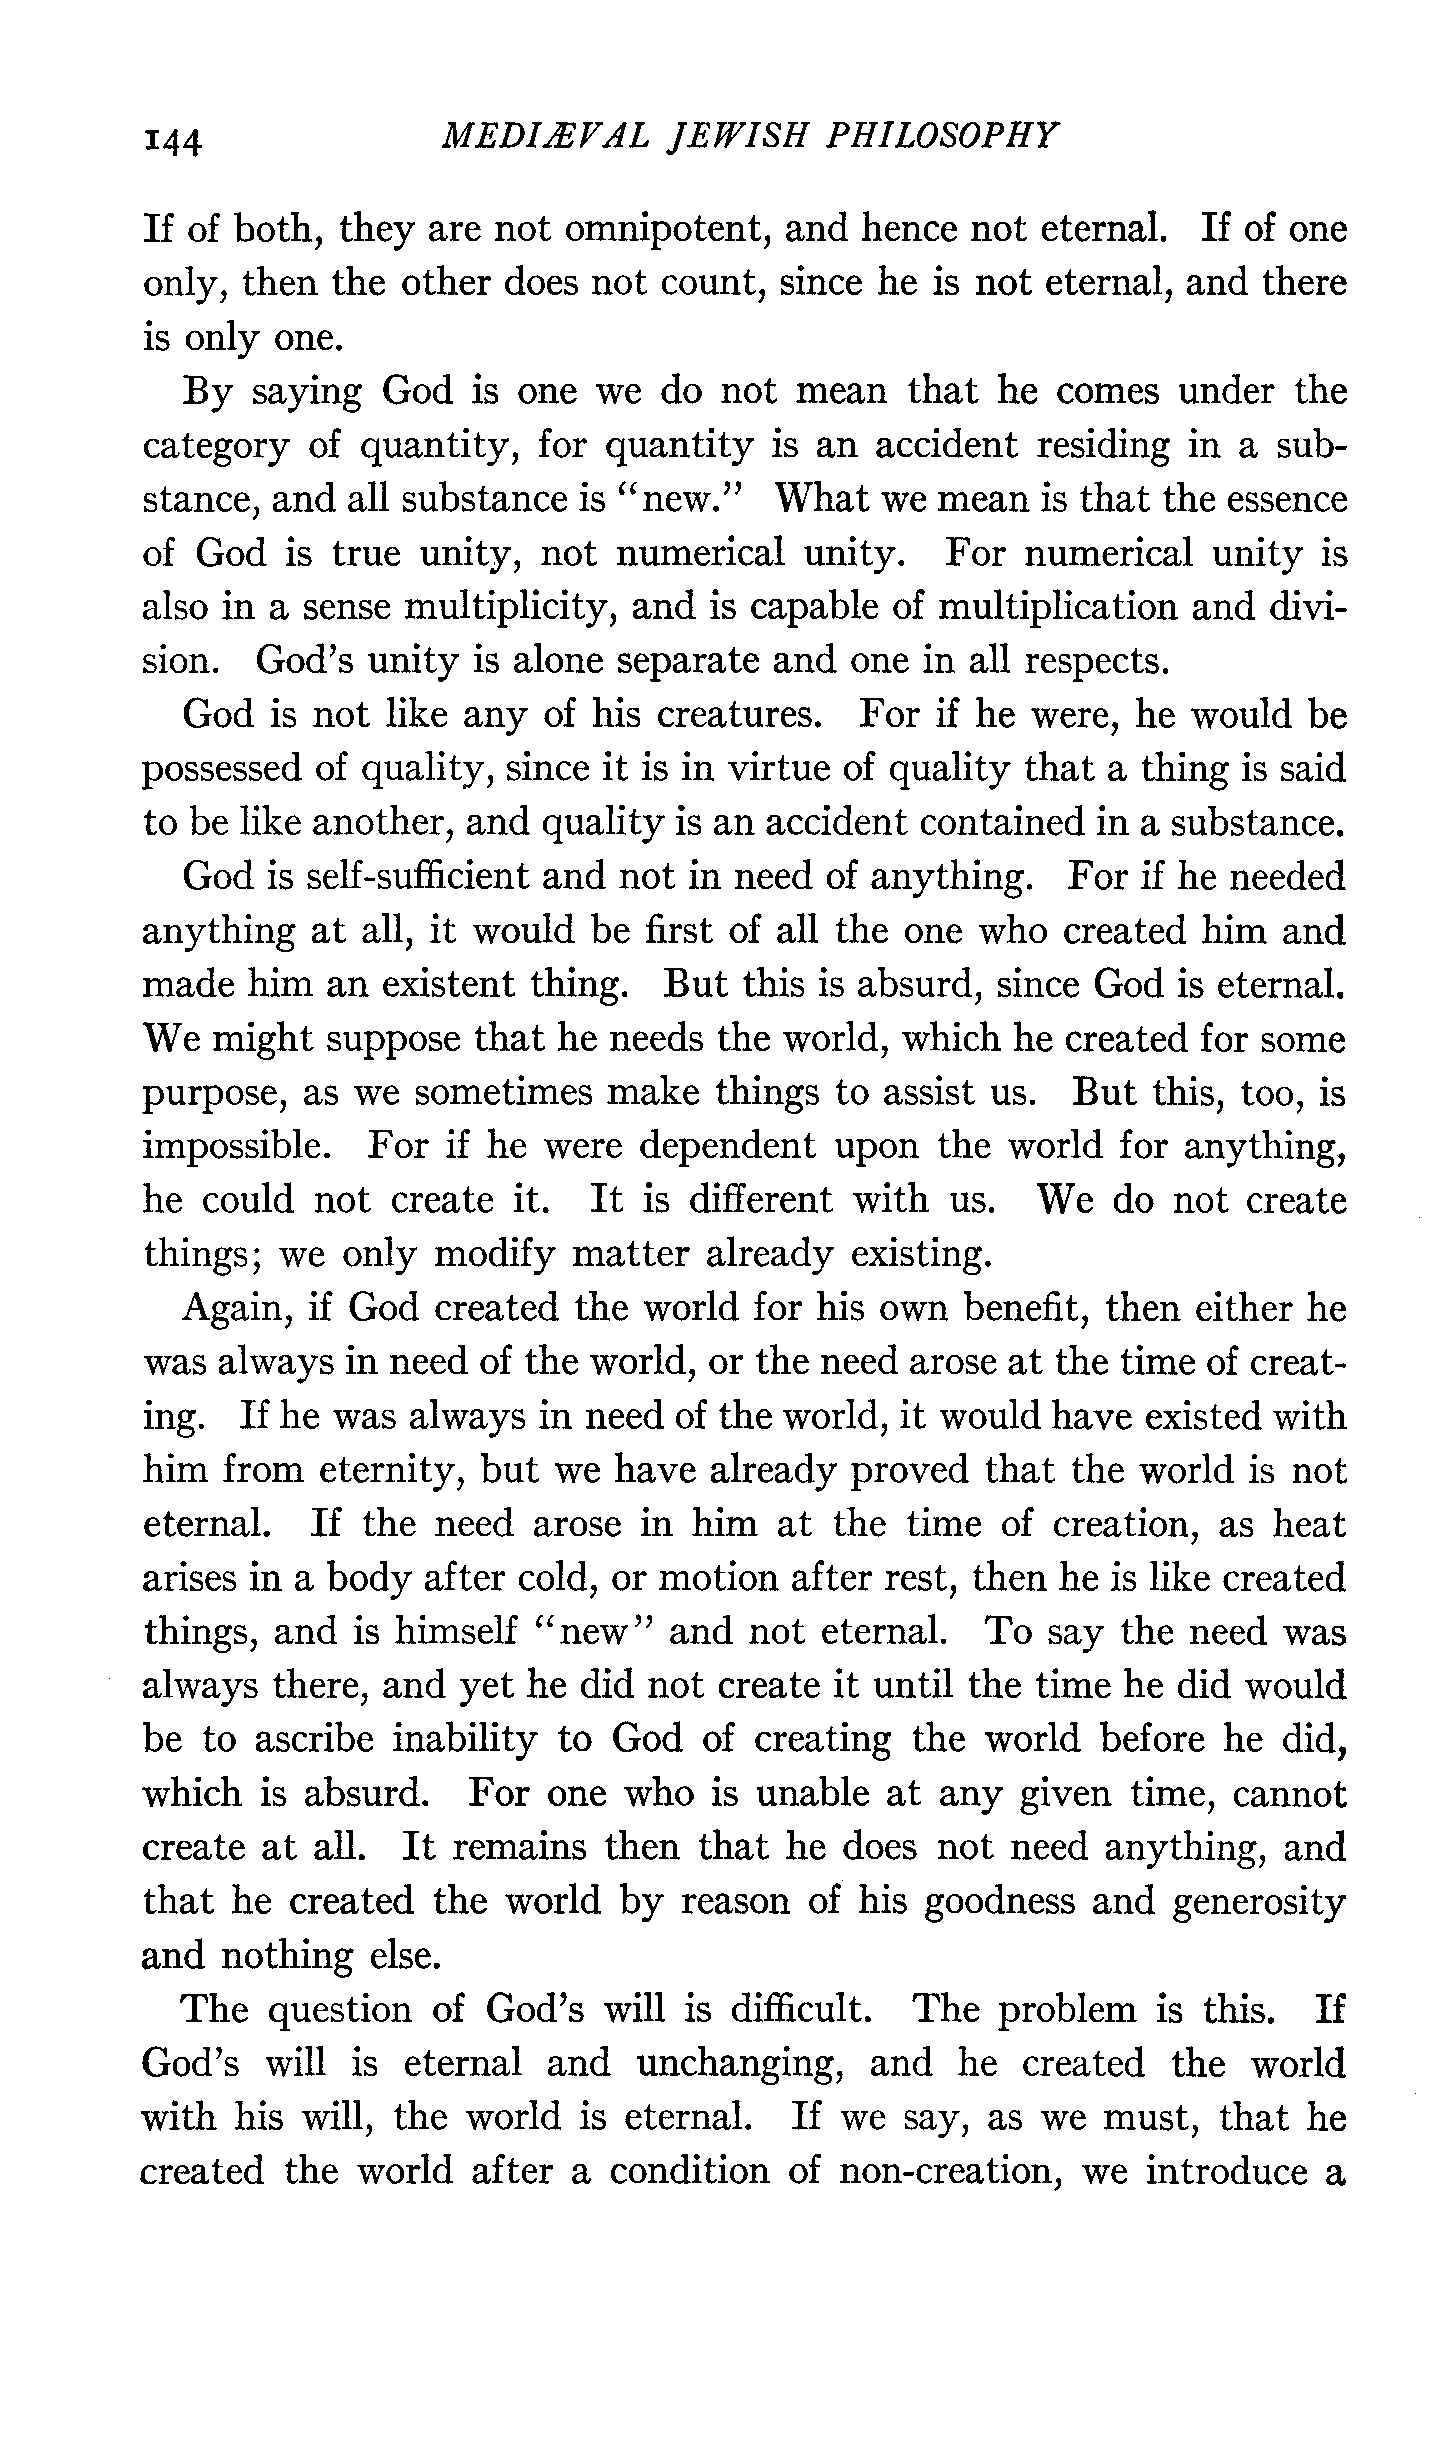 144 MEDIÆVAL JEWISH PHILOSOPHY
If of both, they are not omnipotent, and hence not eternal. If of one
only, then the other does not count, since he is not eternal, and there
is only one.
By saying God is one we do not mean that he comes under the
category of quantity, for quantity is an accident residing in a sub-
stance, and all substance is "new." What we mean is that the essence
of God is true unity, not numerical unity. For numerical unity is
also in a sense multiplicity, and is capable of multiplication and divi-
sion. God's unity is alone separate and one in all respects.
God is not like any of his creatures. For if he were, he would be
possessed of quality, since it is in virtue of quality that a thing is said
to be like another, and quality is an accident contained in a substance.
God is self-sufficient and not in need of anything. For if he needed
anything at all, it would be first of all the one who created him and
made him an existent thing. But this is absurd, since God is eternal.
We might suppose that he needs the world, which he created for some
purpose, as we sometimes make things to assist us. But this, too, is
impossible. For if he were dependent upon the world for anything,
he could not create it. It is different with us. We do not create
things; we only modify matter already existing.
Again, if God created the world for his own benefit, then either he
was always in need of the world, or the need arose at the time of creat-
ing. If he was always in need of the world, it would have existed with
him from eternity, but we have already proved that the world is not
eternal. If the need arose in him at the time of creation, as heat
arises in a body after cold, or motion after rest, then he is like created
things, and is himself "new" and not eternal. To say the need was
always there, and yet he did not create it until the time he did would
be to ascribe inability to God of creating the world before he did,
which is absurd. For one who is unable at any given time, cannot
create at all. It remains then that he does not need anything, and
that he created the world by reason of his goodness and generosity
and nothing else.
The question of God's will is difficult. The problem is this. If
God's will is eternal and unchanging, and he created the world
with his will, the world is eternal. If we say, as we must, that he
created the world after a condition of non-creation, we introduce a